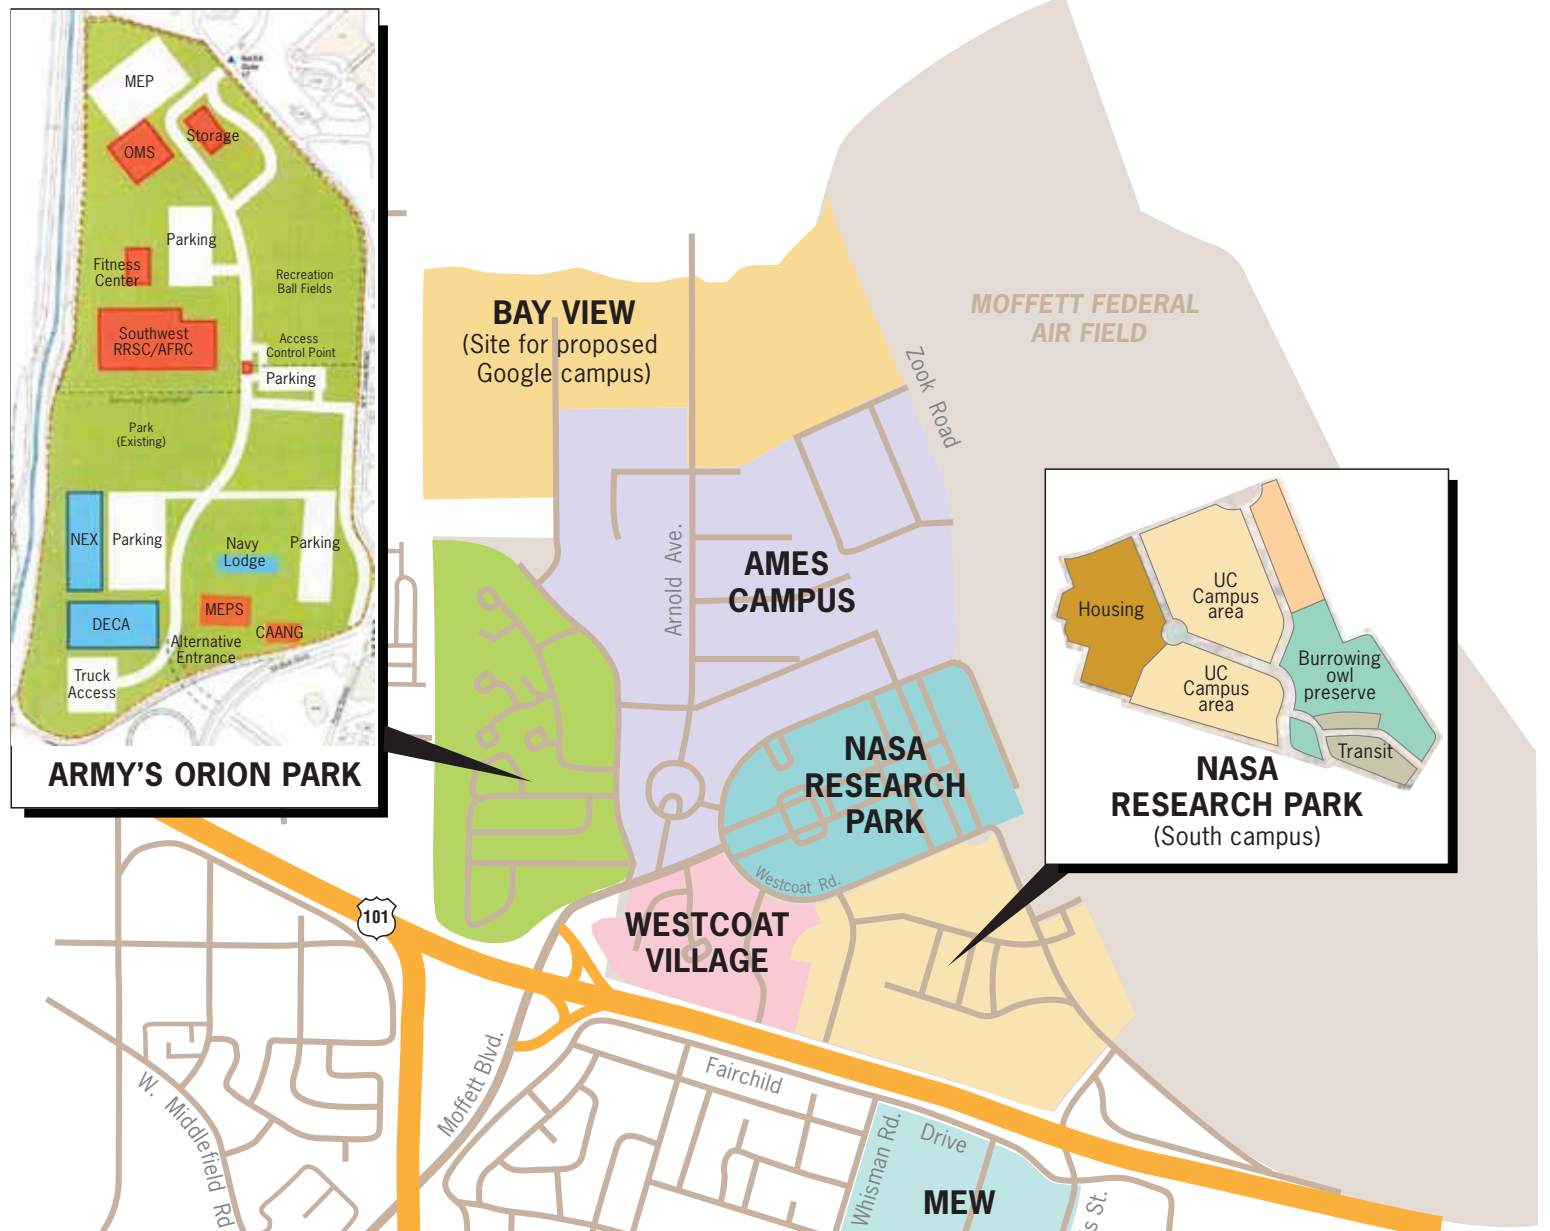 MEP
Storage
OMS
Parking
Fitness
Center
Recreation
Ball Fields
Southwest
RRSC/AFRC
Access
Control Point
Parking
Park
(Existing)
NEX
Parking
Navy
Lodge
Parking
DECA
MEPS
CAANG
Alternative
Entrance
Truck
Access
ARMY'S ORION PARK
BAY VIEW
(Site for proposed
Google campus)
MOFFETT FEDERAL
AIR FIELD
Zook Road
Arnold Ave.
AMES
CAMPUS
NASA
RESEARCH
PARK
Westcoat Rd.
WESTCOAT
VILLAGE
Housing
UC
Campus
area
UC
Campus
area
Burrowing
owl
preserve
Transit
NASA
RESEARCH PARK
(South campus)
101
Moffett Blvd.
W. Middlefield Rd
Fairchild
Drive
Whisman Rd.
MEW
s St.